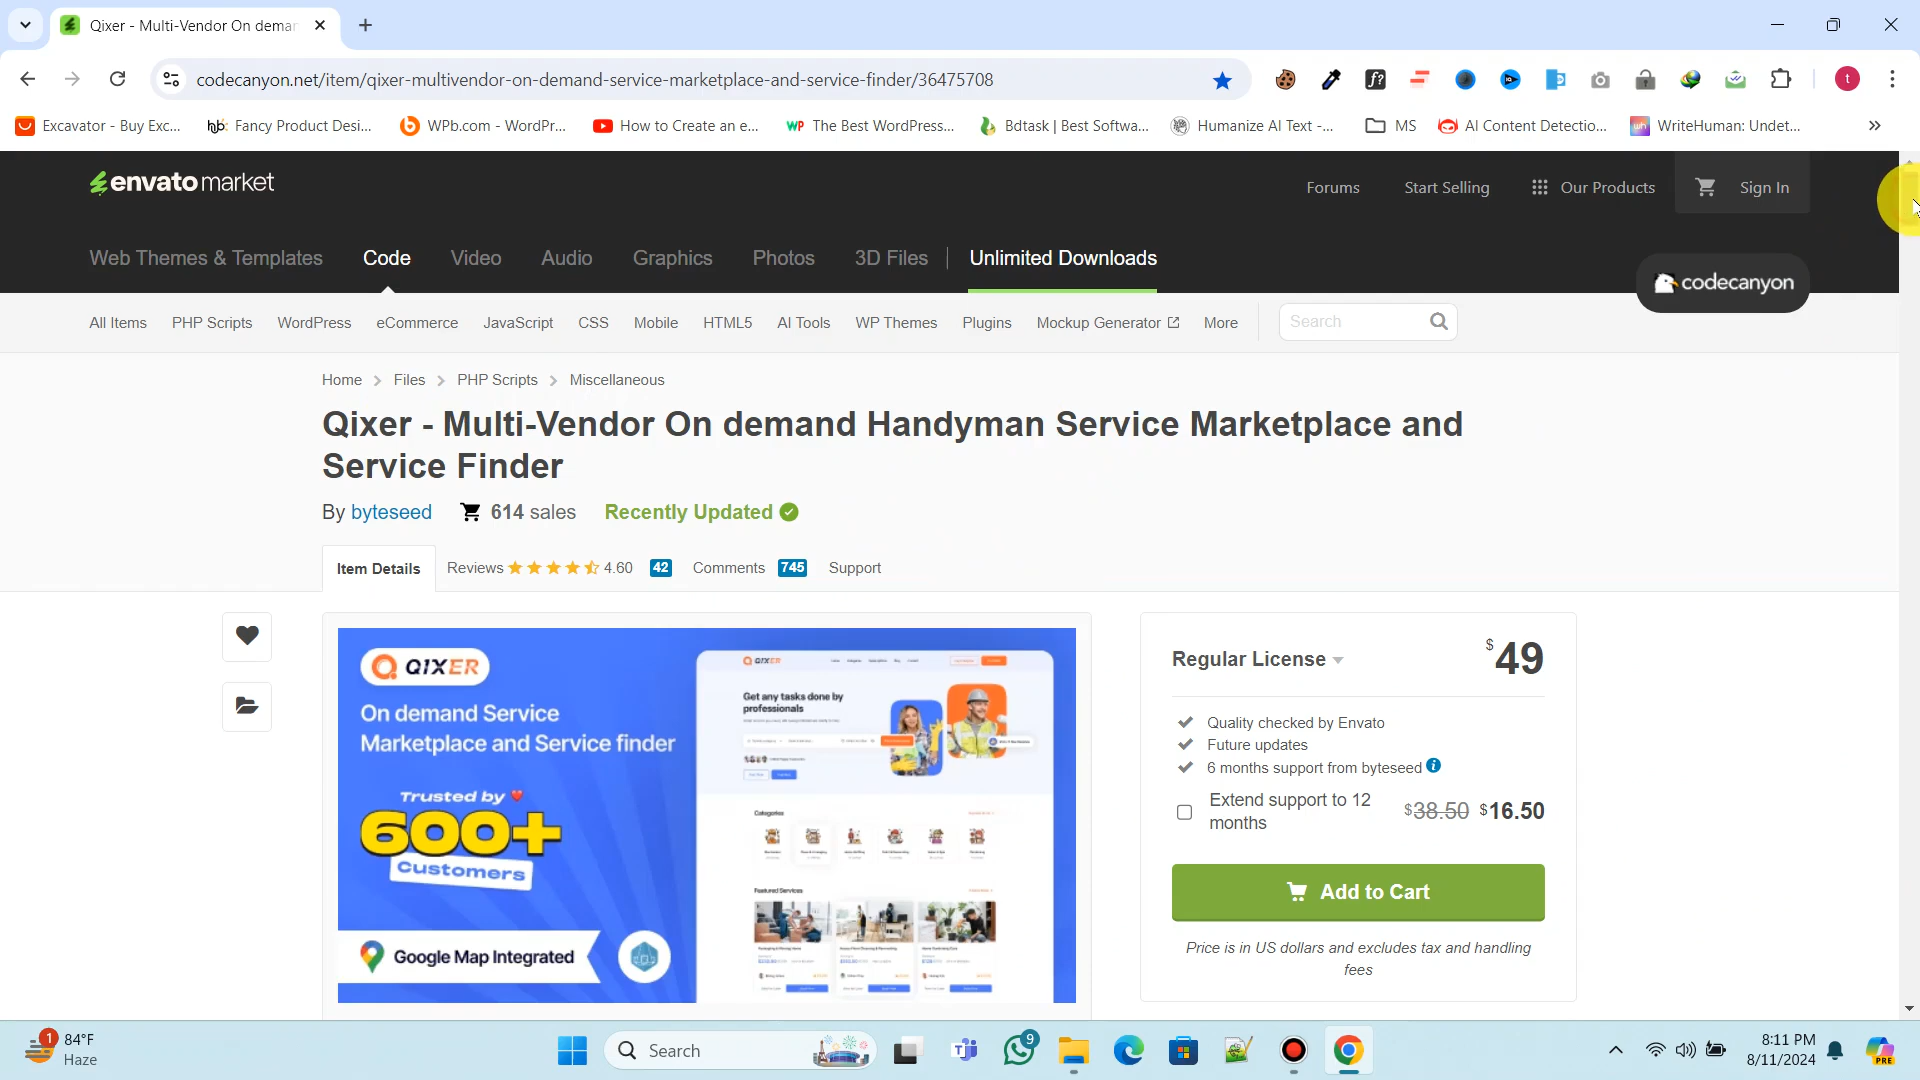 Qixer - Multi-Vendor On deman
codecanyon.net/item/qixer-multivendor-on-demand-service-marketplace-and-service-finder/36475708
t
Excavator - Buy Exc...
Fancy Product Desi...
WPb.com - WordPr...
How to Create an e...
The Best WordPress...
Bdtask | Best Softwa...
Humanize AI Text -...
MS
AI Content Detectio...
WriteHuman: Undet...
envato market
Forums
Start Selling
Our Products
Sign In
Web Themes & Templates
Code
Video
Audio
Graphics
Photos
3D Files
Unlimited Downloads
codecanyon
All Items
PHP Scripts
WordPress
eCommerce
JavaScript
CSS
Mobile
HTML5
AI Tools
WP Themes
Plugins
Mockup Generator
More
Search
Home > Files > PHP Scripts > Miscellaneous
Qixer - Multi-Vendor On demand Handyman Service Marketplace and
Service Finder
By byteseed 614 sales Recently Updated
Item Details
Reviews 4.60 42
Comments 745
Support
QIXER
On demand Service
Marketplace and Service finder
Trusted by
600+
Customers
Google Map Integrated
QIXER
Get any tasks done by
professionals
Categories
Featured Services
Regular License
$49
Quality checked by Envato
Future updates
6 months support from byteseed
Extend support to 12
months
$38.50 $16.50
Add to Cart
Price is in US dollars and excludes tax and handling
fees
1
84°F
Haze
Search
9
8:11 PM
8/11/2024
PRE